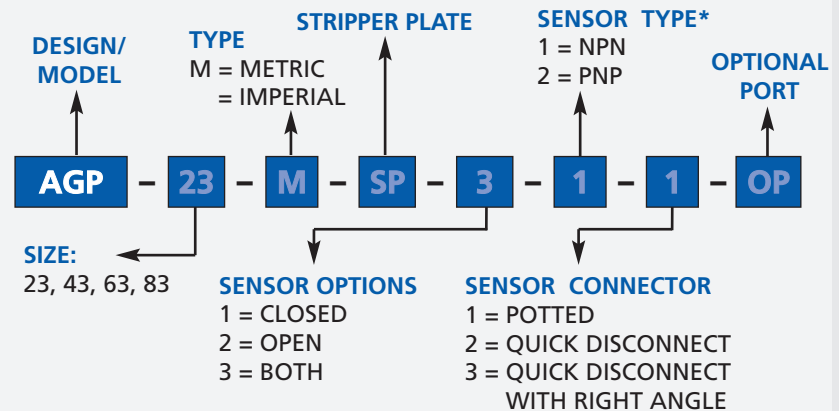 DESIGN/
MODEL
TYPE
M = METRIC
= IMPERIAL
STRIPPER PLATE
SENSOR TYPE*
1 = NPN
2 = PNP
OPTIONAL
PORT
AGP – 23 – M – SP – 3 – 1 – 1 – OP
SIZE:
23, 43, 63, 83
SENSOR OPTIONS
1 = CLOSED
2 = OPEN
3 = BOTH
SENSOR CONNECTOR
1 = POTTED
2 = QUICK DISCONNECT
3 = QUICK DISCONNECT
WITH RIGHT ANGLE